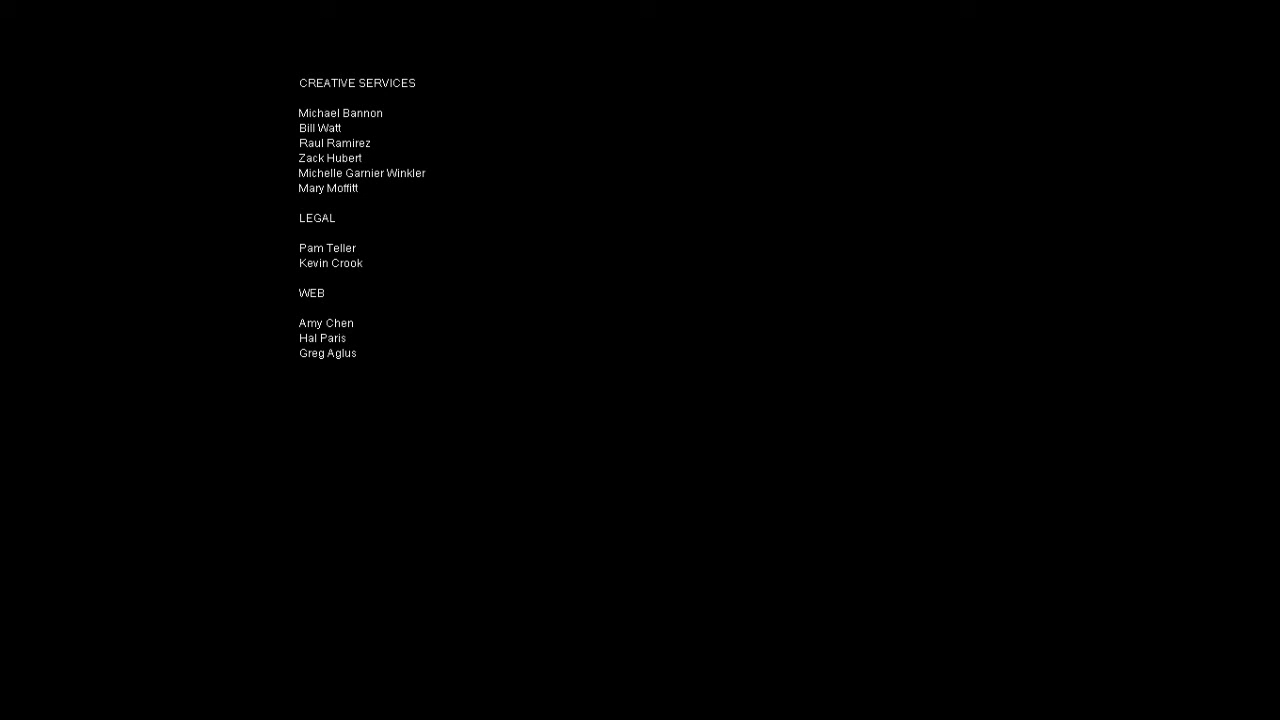 CREATIVE SERVICES
Michael Bannon
Bill Watt
Raul Ramirez
Zack Hubert
Michelle Garnier Winkler
Mary Moffitt
LEGAL
Pam Teller
Kevin Crook
WEB
Amy Chen
Hal Paris
Greg Aglus